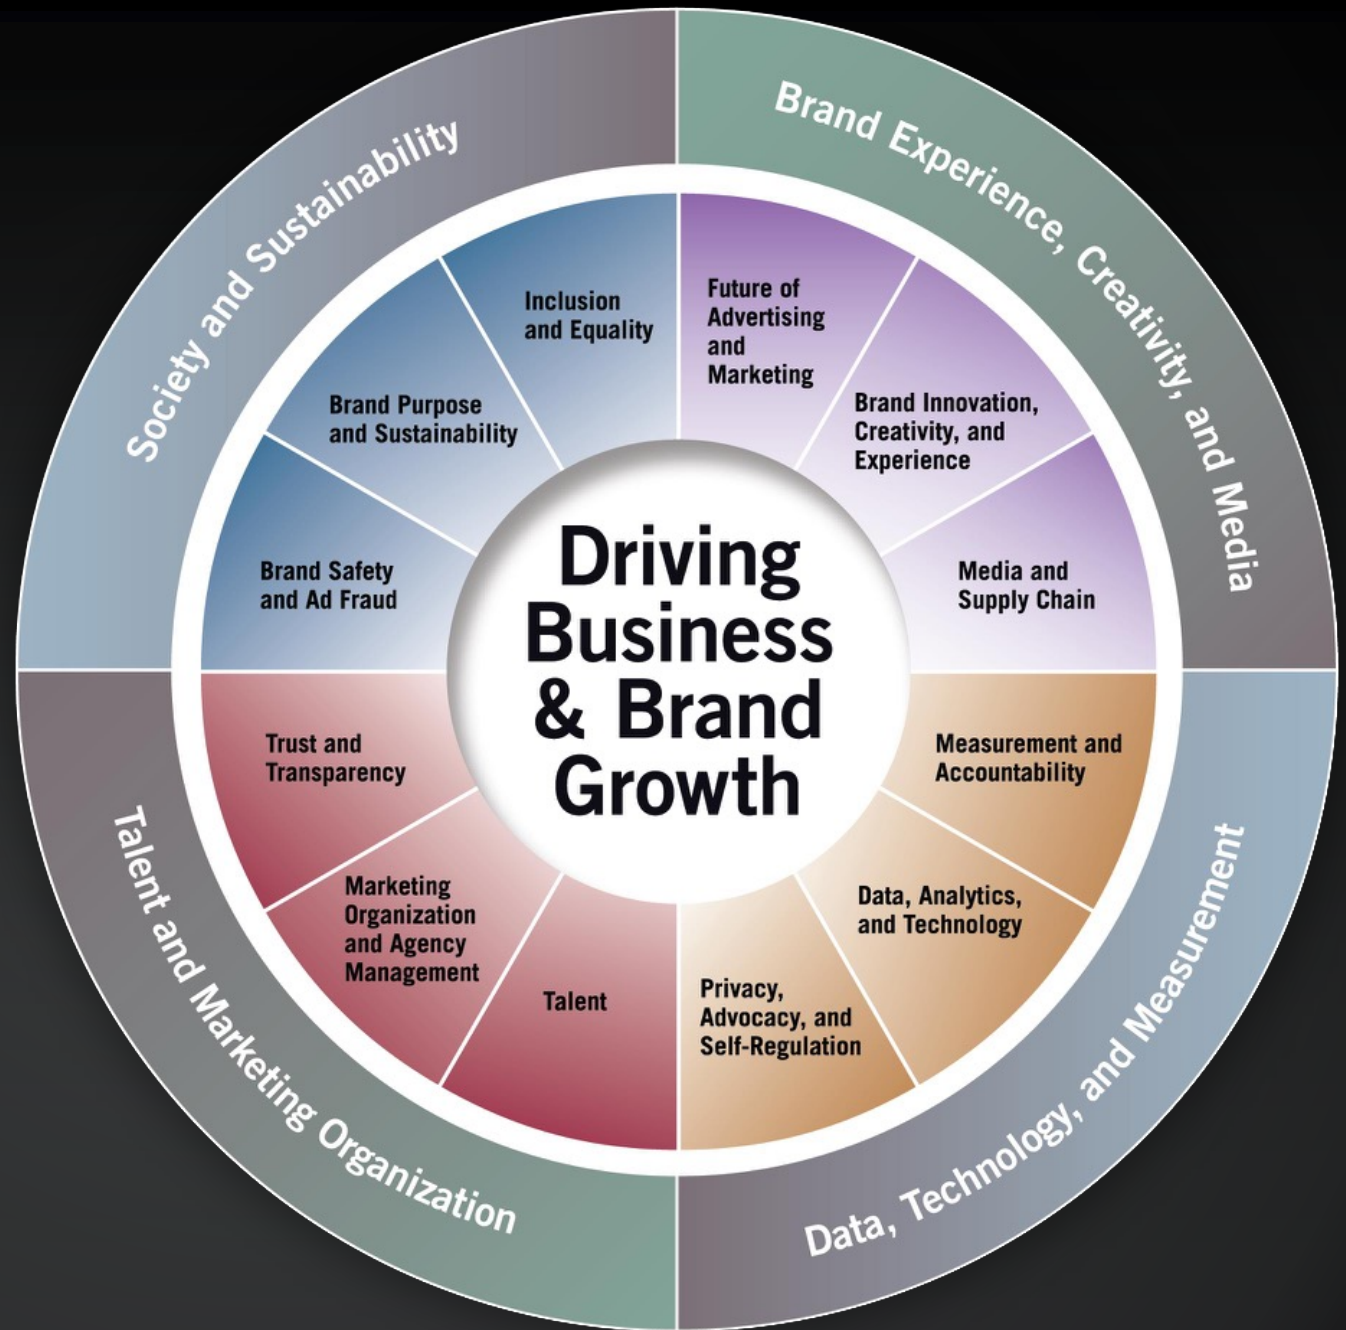 Society and Sustainability
Brand Experience, Creativity, and Media
Inclusion
and Equality
Future of
Advertising
and
Marketing
Brand Purpose
and Sustainability
Brand Innovation,
Creativity, and
Experience
Brand Safety
and Ad Fraud
Media and
Supply Chain
Driving
Business
& Brand
Growth
Trust and
Transparency
Measurement and
Accountability
Marketing
Organization
and Agency
Management
Data, Analytics,
and Technology
Talent
Privacy,
Advocacy, and
Self-Regulation
Talent and Marketing Organization
Data, Technology, and Measurement